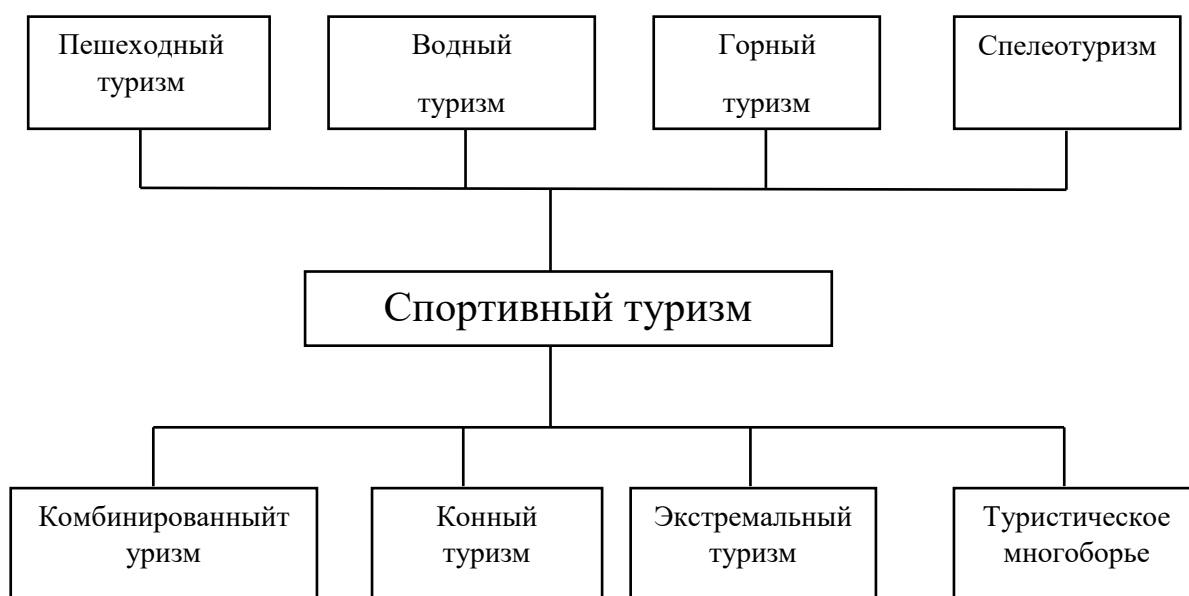 Пешеходный
туризм
Водный
туризм
Горный
туризм
Спелеотуризм
Спортивный туризм
Комбинированныйт
уризм
Конный
туризм
Экстремальный
туризм
Туристическое
многоборье